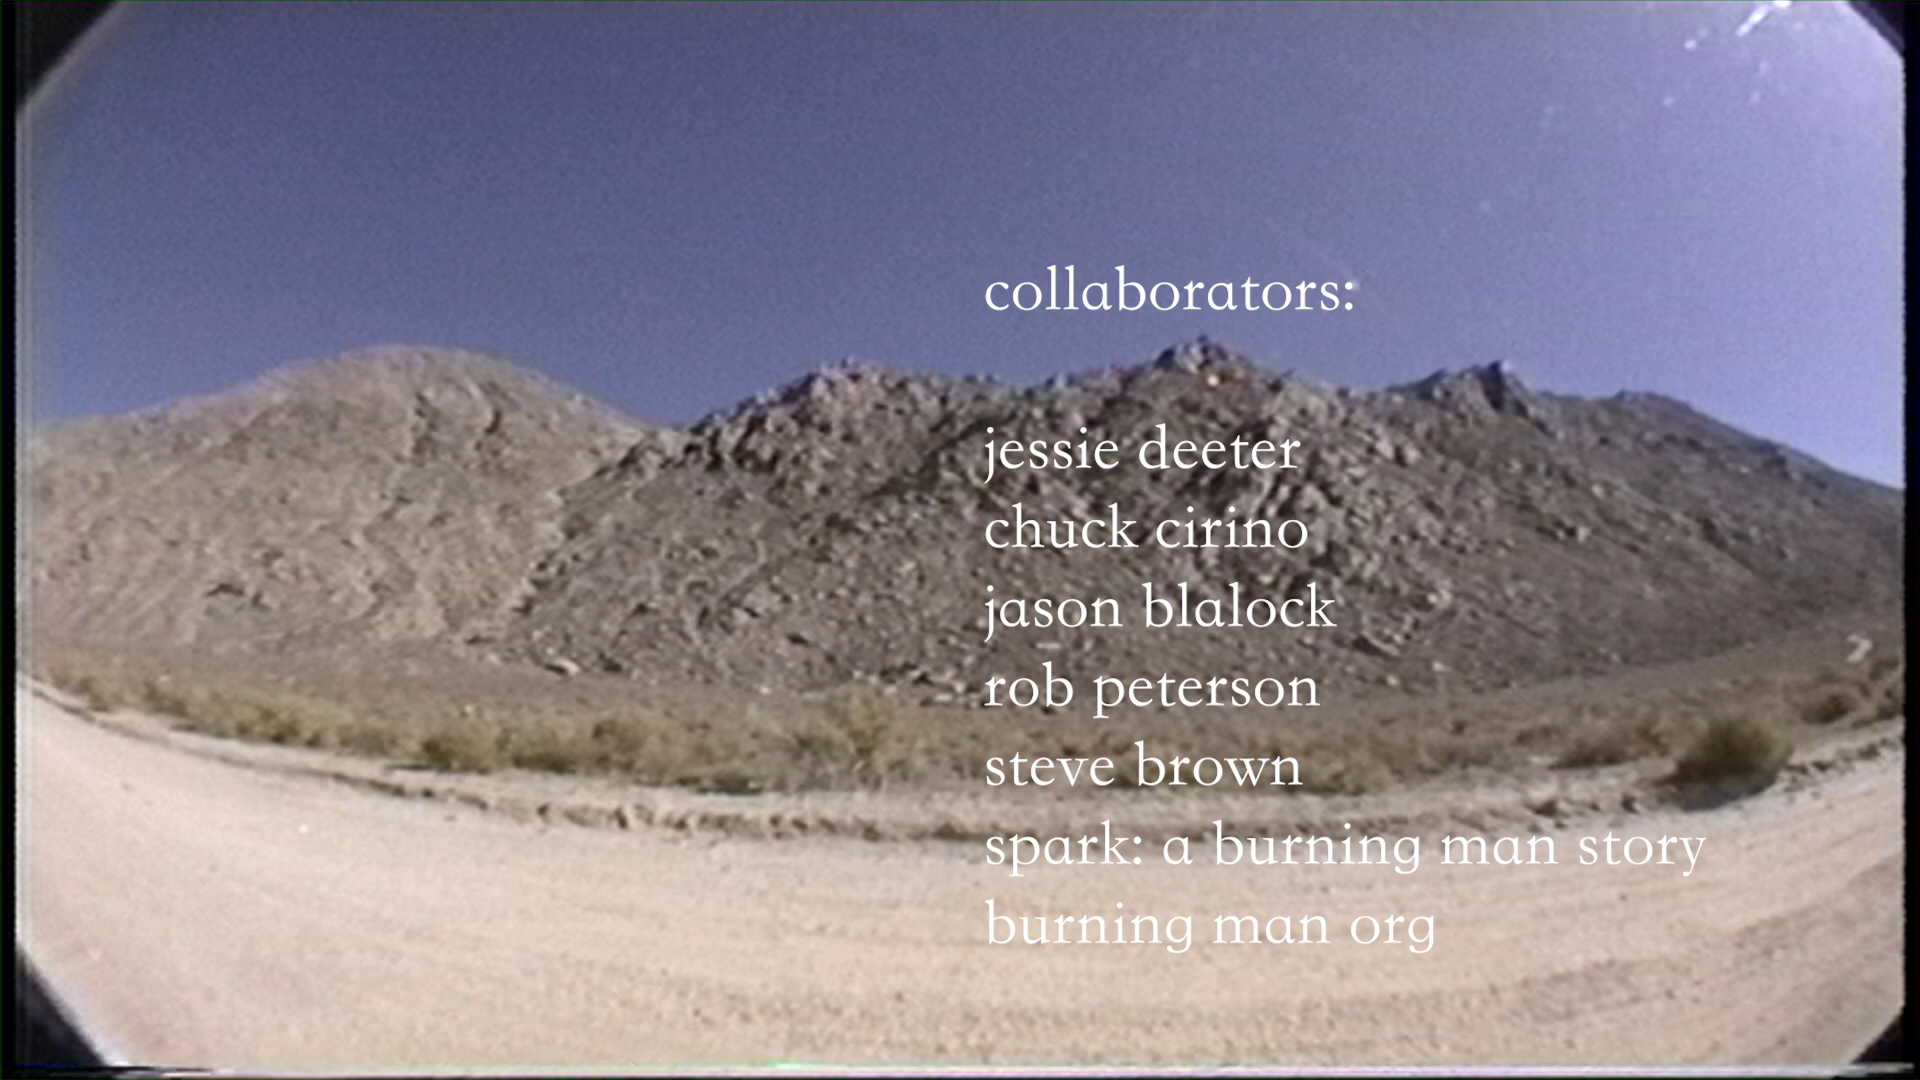 collaborators:
jessie deeter
chuck cirino
jason blalock
rob peterson
steve brown
spark: a burning man story
burning man org